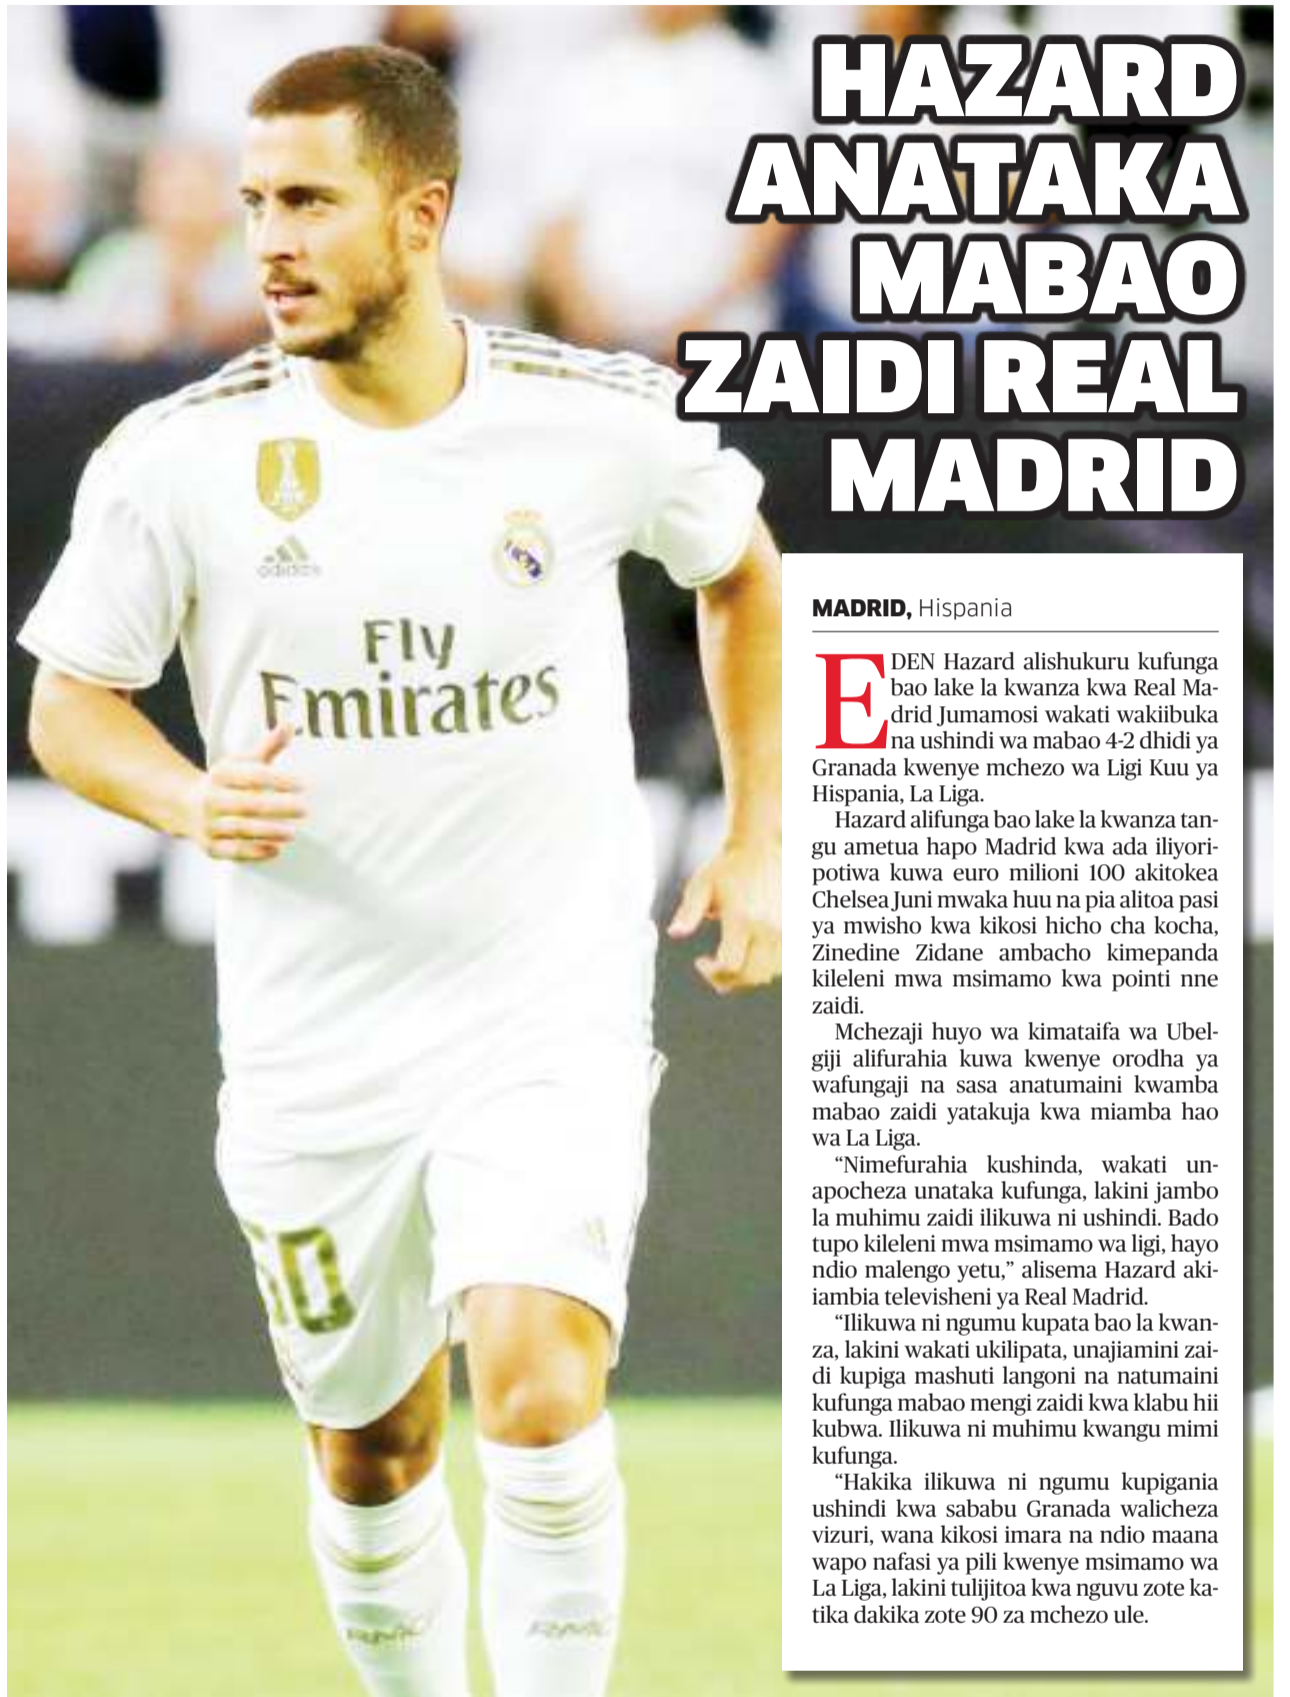 HAZARD
ANATAKA
MABAO
ZAIDI REAL
MADRID
MADRID, Hispania
EDEN Hazard alishukuru kufunga
bao lake la kwanza kwa Real Ma-
drid Jumamosi wakati wakiibuka
na ushindi wa mabao 4-2 dhidi ya
Granada kwenye mchezo wa Ligi Kuu ya
Hispania, La Liga.
Hazard alifunga bao lake la kwanza tan-
gu ametua hapo Madrid kwa ada iliyori-
potiwa kuwa euro milioni 100 akitokea
Chelsea Juni mwaka huu na pia alitoa pasi
ya mwisho kwa kikosi hicho cha kocha,
Zinedine Zidane ambacho kimepanda
kileleni mwa msimamo kwa pointi nne
zaidi.
Mchezaji huyo wa kimataifa wa Ubel-
giji alifurahia kuwa kwenye orodha ya
wafungaji na sasa anatumaini kwamba
mabao zaidi yatakuja kwa miamba hao
wa La Liga.
“Nimefurahia kushinda, wakati un-
apocheza unataka kufunga, lakini jambo
la muhimu zaidi ilikuwa ni ushindi. Bado
tupo kileleni mwa msimamo wa ligi, hayo
ndio malengo yetu,” alisema Hazard aki-
iambia televisheni ya Real Madrid.
“Ilikuwa ni ngumu kupata bao la kwan-
za, lakini wakati ukilipata, unajiamini zai-
di kupiga mashuti langoni na natumaini
kufunga mabao mengi zaidi kwa klabu hii
kubwa. Ilikuwa ni muhimu kwangu mimi
kufunga.
“Hakika ilikuwa ni ngumu kupigania
ushindi kwa sababu Granada walicheza
vizuri, wana kikosi imara na ndio maana
wapo nafasi ya pili kwenye msimamo wa
La Liga, lakini tulijitoa kwa nguvu zote ka-
tika dakika zote 90 za mchezo ule.
adidas
Fly
Emirates
50